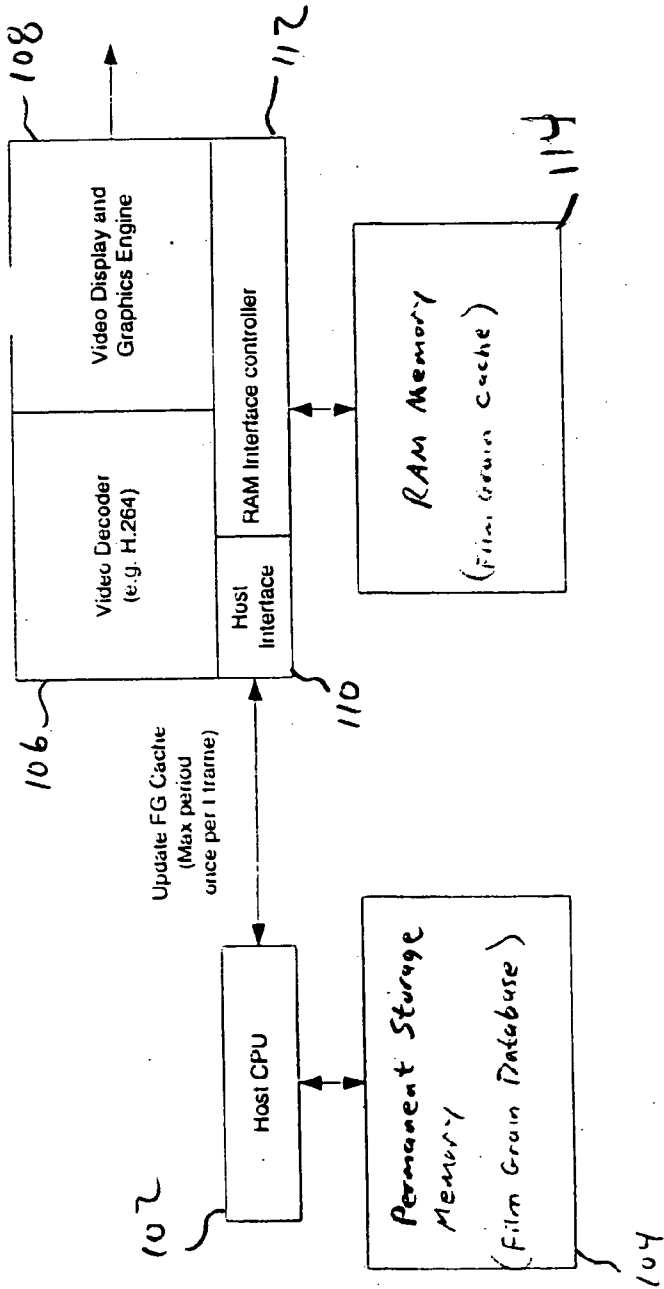 108
106
Video Decoder
(e.g. H.264)
Video Display and
Graphics Engine
Host
Interface
RAM Interface controller
112
110
Update FG Cache
(Max period
once per I frame)
102
Host CPU
Permanent Storage
Memory
(Film Grain Database)
104
RAM Memory
(Film Grain Cache)
114